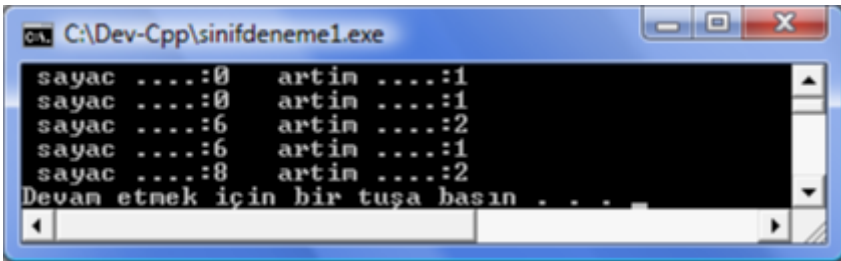 C:\Dev-Cpp\sinifdeneme1.exe
sayac ....:0 artim ....:1
sayac ....:0 artim ....:1
sayac ....:6 artim ....:2
sayac ....:6 artim ....:1
sayac ....:8 artim ....:2
Devam etmek için bir tuşa basın . . . _